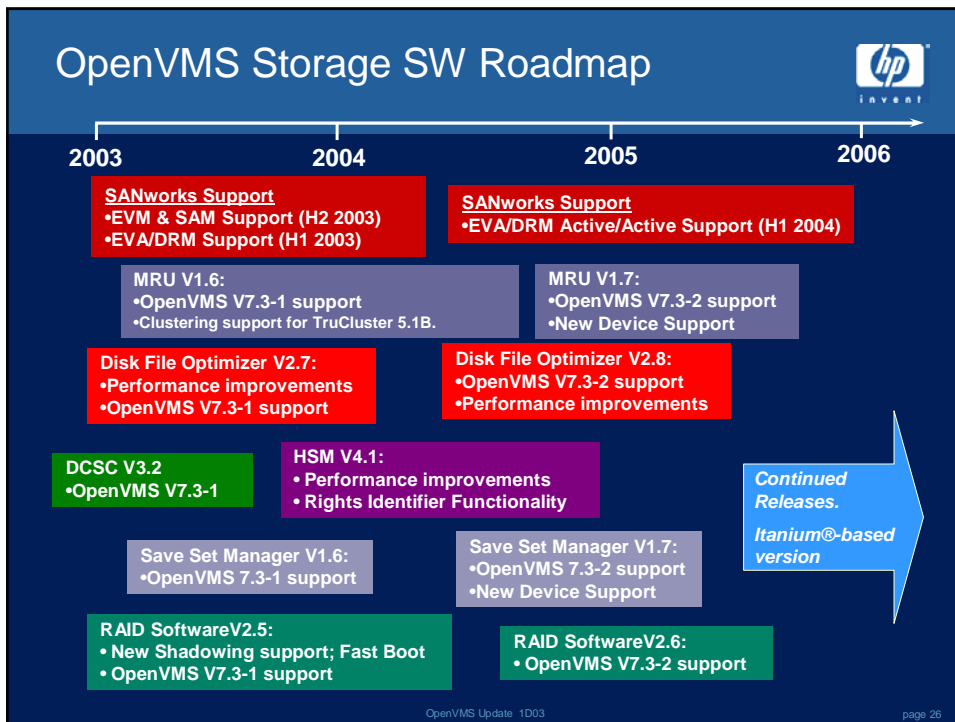 OpenVMS Storage SW Roadmap
hp
invent
2003
2004
2005
2006
SANworks Support
•EVM & SAM Support (H2 2003)
•EVA/DRM Support (H1 2003)
SANworks Support
•EVA/DRM Active/Active Support (H1 2004)
MRU V1.6:
•OpenVMS V7.3-1 support
•Clustering support for TruCluster 5.1B.
MRU V1.7:
•OpenVMS V7.3-2 support
•New Device Support
Disk File Optimizer V2.7:
•Performance improvements
•OpenVMS V7.3-1 support
Disk File Optimizer V2.8:
•OpenVMS V7.3-2 support
•Performance improvements
DCSC V3.2
•OpenVMS V7.3-1
HSM V4.1:
• Performance improvements
• Rights Identifier Functionality
Continued
Releases.
Itanium®-based
version
Save Set Manager V1.6:
•OpenVMS 7.3-1 support
Save Set Manager V1.7:
•OpenVMS 7.3-2 support
•New Device Support
RAID SoftwareV2.5:
• New Shadowing support; Fast Boot
• OpenVMS V7.3-1 support
RAID SoftwareV2.6:
• OpenVMS V7.3-2 support
OpenVMS Update 1D03
page 26